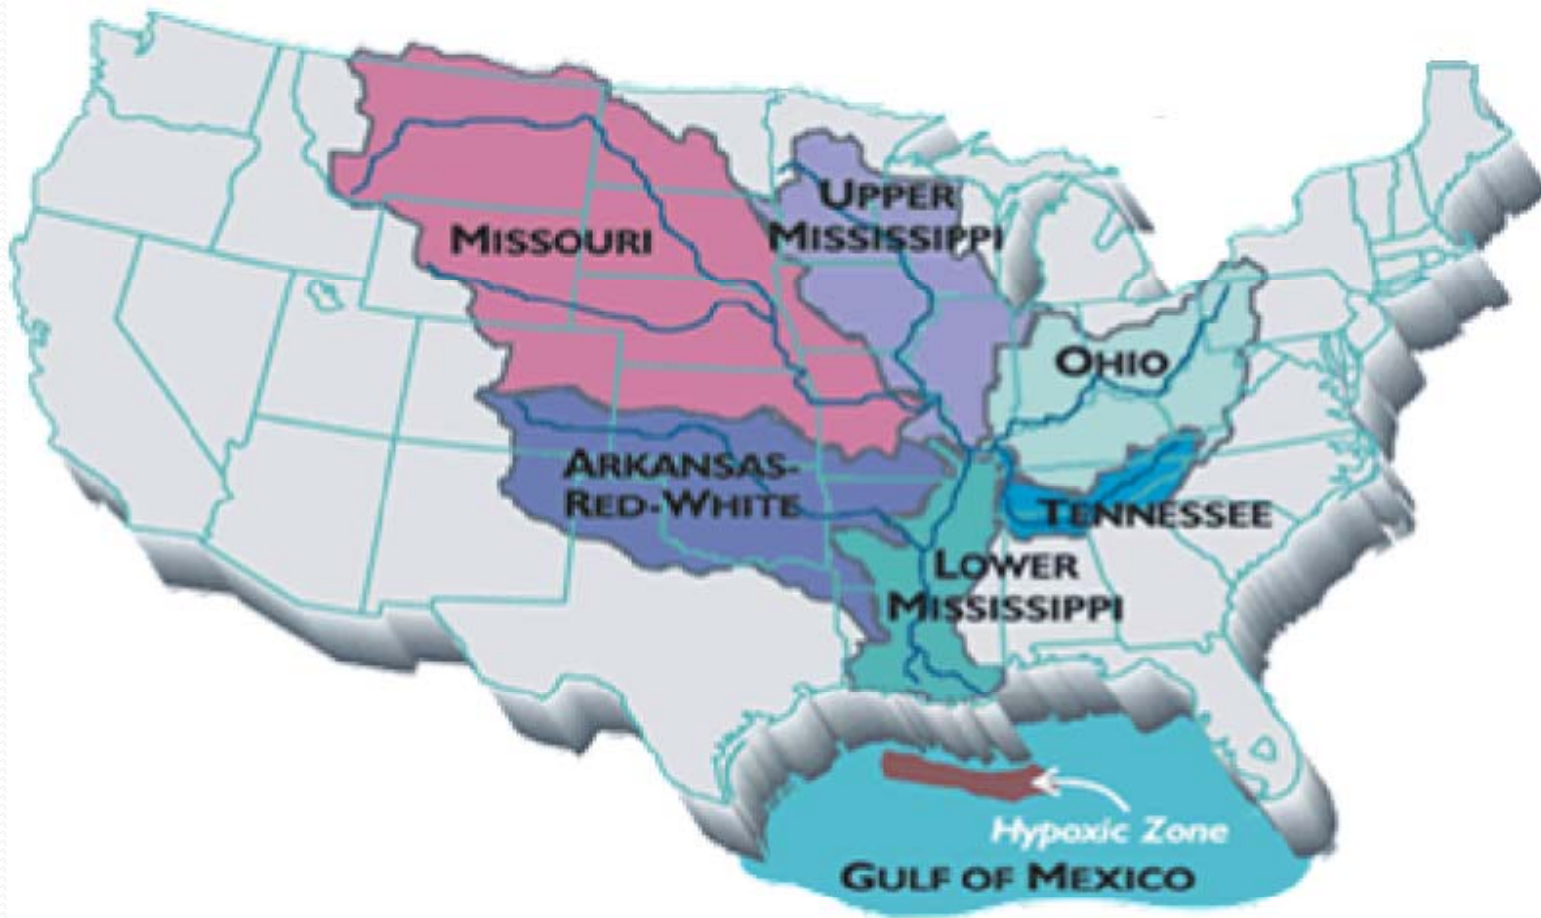 UPPER
MISSISSIPPI
MISSOURI
OHIO
ARKANSAS-
RED-WHITE
TENNESSEE
LOWER
MISSISSIPPI
Hypoxic Zone
GULF OF MEXICO